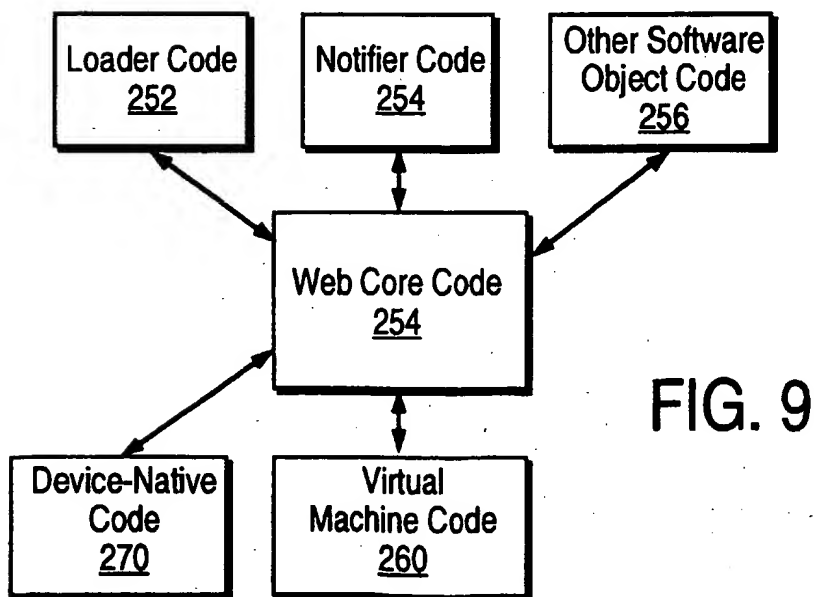 Loader Code
252
Notifier Code
254
Other Software
Object Code
256
Web Core Code
254
FIG. 9
Device-Native
Code
270
Virtual
Machine Code
260